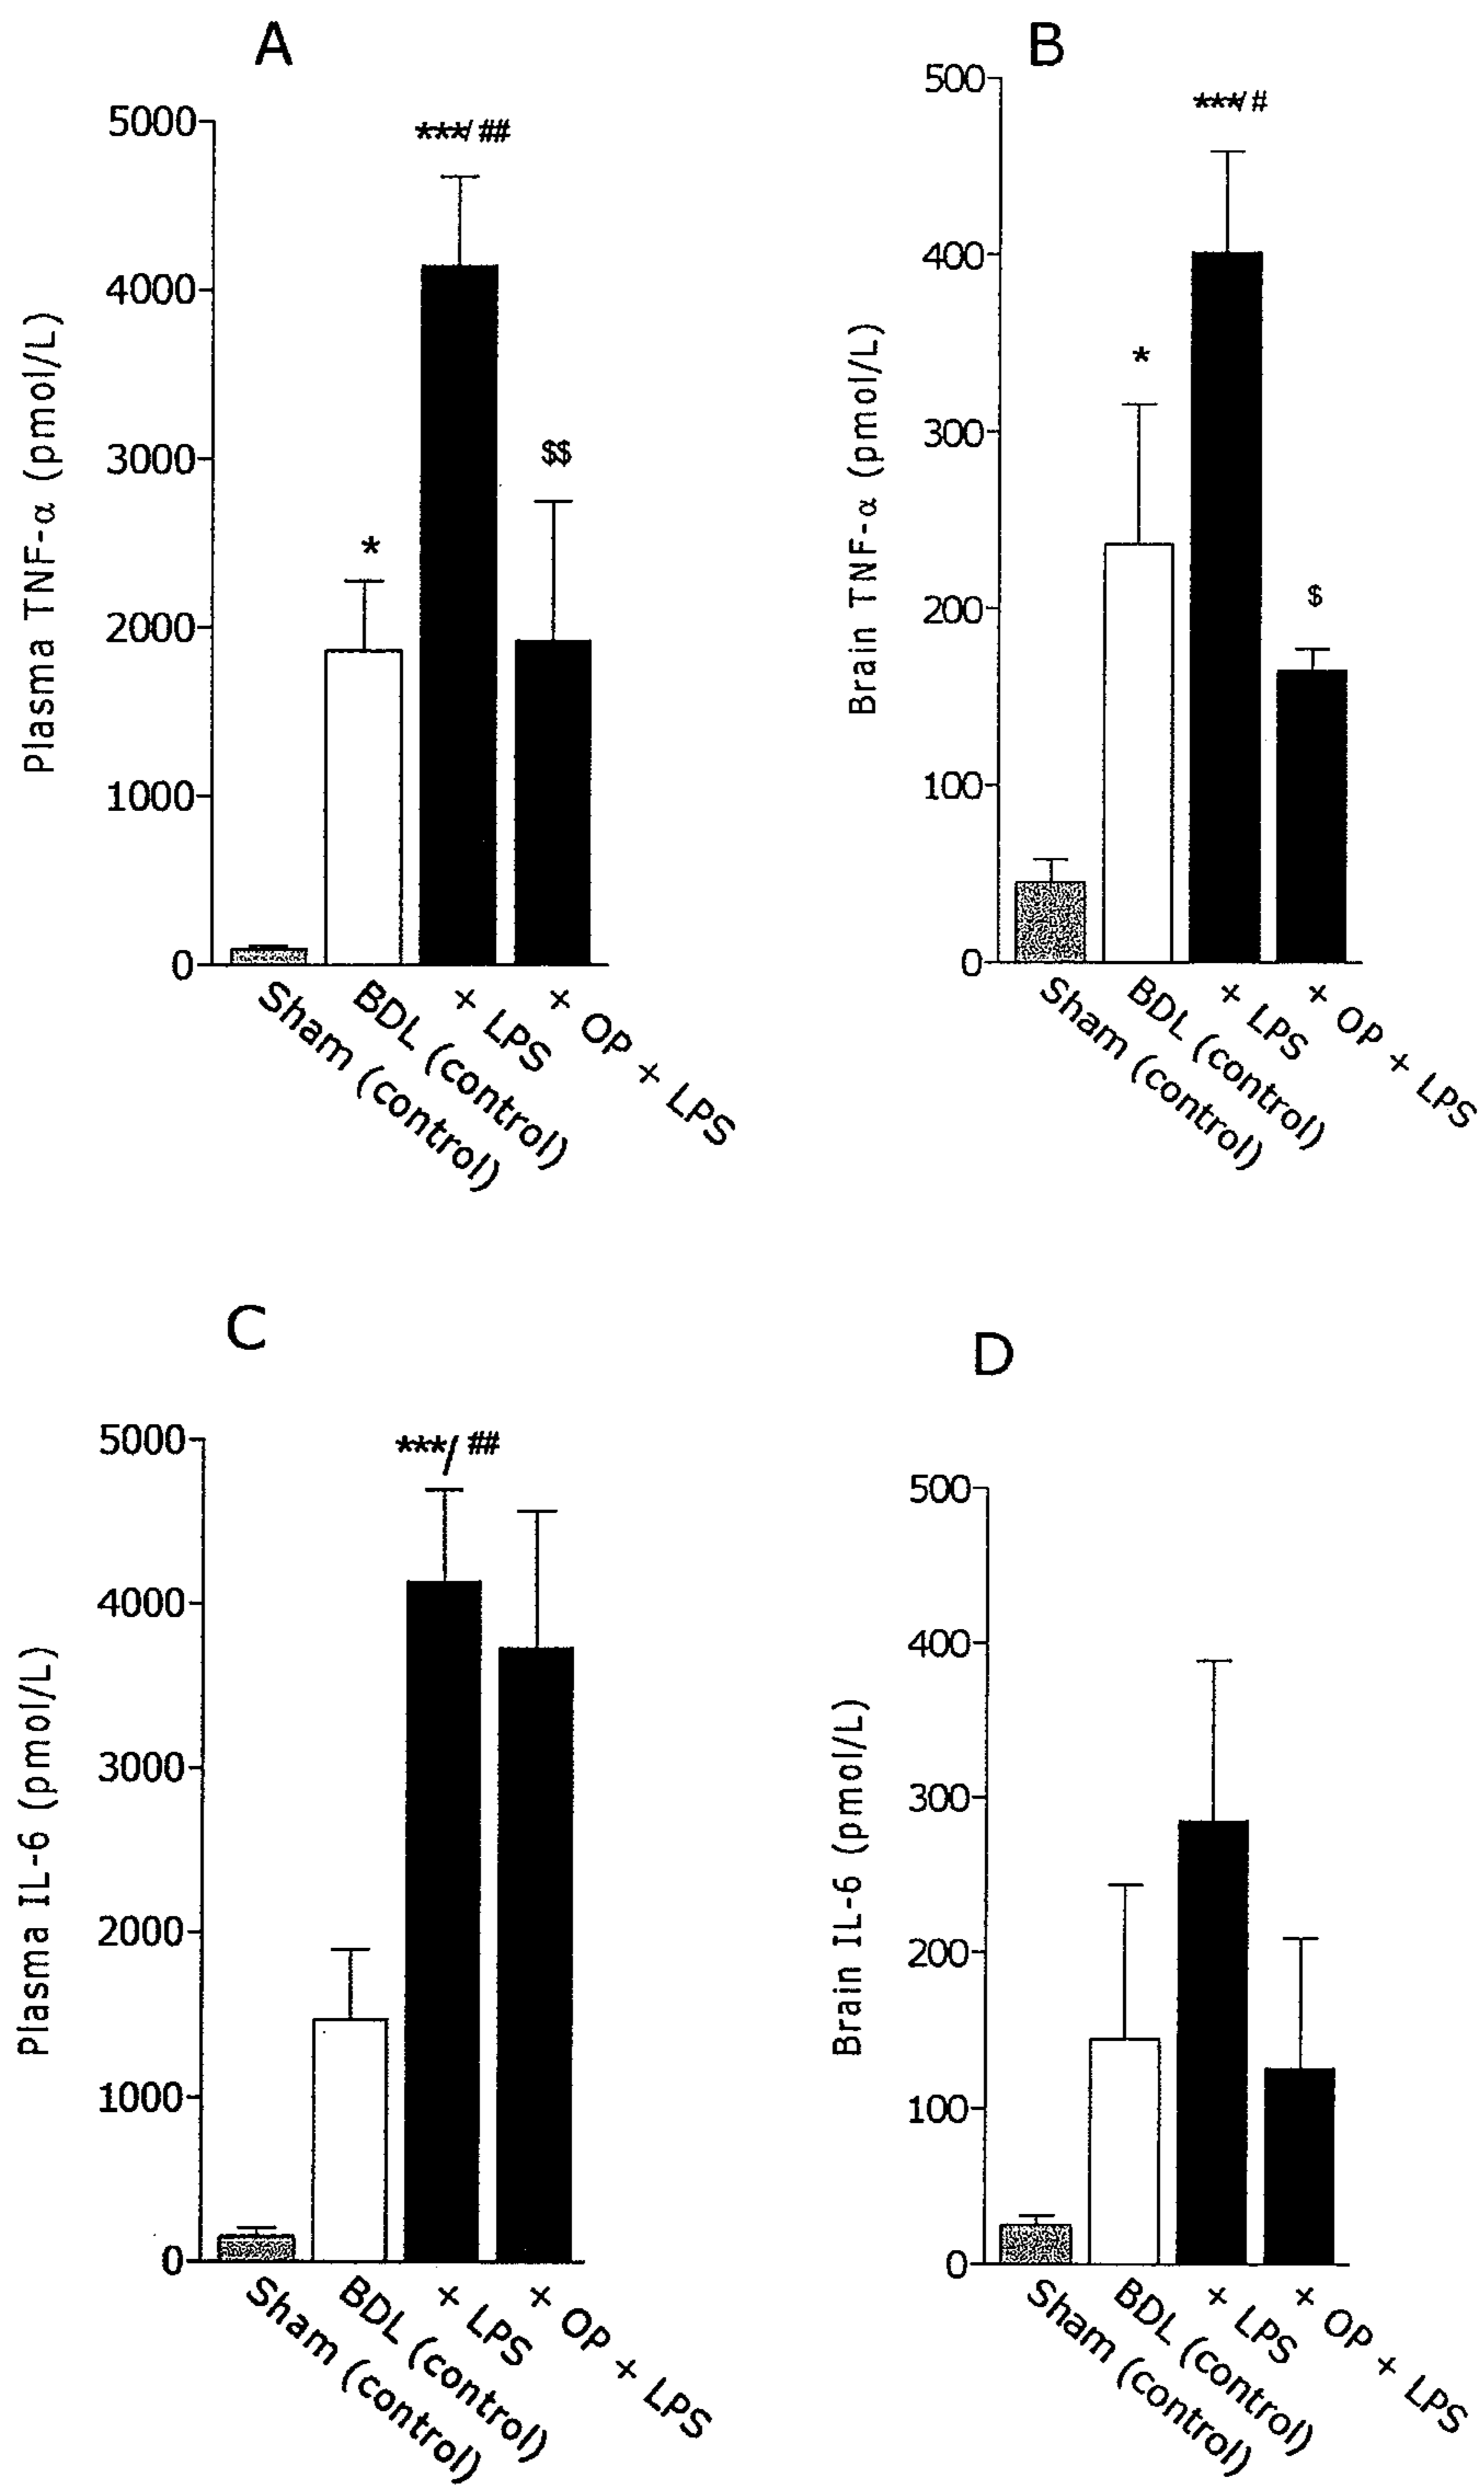 A
Plasma TNF-α (pmol/L)
5000
4000
3000
2000
1000
0
*
***/ ##
$$
Sham (control)
BDL (control)
+ LPS
+ OP + LPS
B
Brain TNF-α (pmol/L)
500
400
300
200
100
0
*
***/ #
$
Sham (control)
BDL (control)
+ LPS
+ OP + LPS
C
Plasma IL-6 (pmol/L)
5000
4000
3000
2000
1000
0
***/ ##
Sham (control)
BDL (control)
+ LPS
+ OP + LPS
D
Brain IL-6 (pmol/L)
500
400
300
200
100
0
Sham (control)
BDL (control)
+ LPS
+ OP + LPS